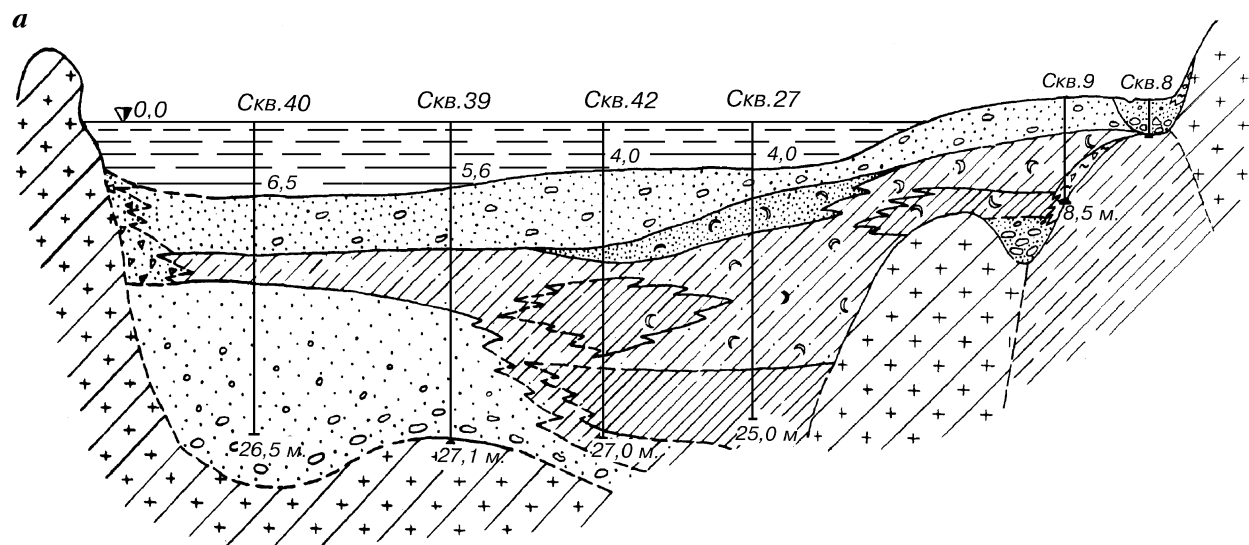 а
0,0
Скв.40
Скв.39
Скв.42
Скв.27
Скв.9
Скв.8
6,5
5,6
4,0
4,0
8,5 м.
26,5 м.
27,1 м.
27,0 м.
25,0 м